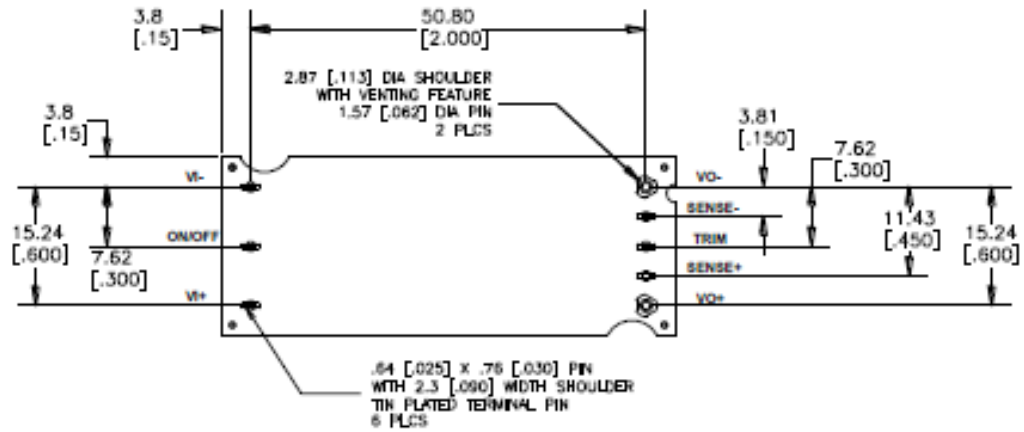 3.8
[.15]
50.80
[2.000]
2.87 [.113] DIA SHOULDER
WITH VENTING FEATURE
1.57 [.062] DIA PIN
2 PLCS
3.8
[.15]
3.81
[.150]
7.62
[.300]
VI-
VO-
SENSE-
ON/OFF
TRIM
SENSE+
VI+
VO+
15.24
[.600]
7.62
[.300]
11.43
[.450]
15.24
[.600]
.64 [.025] X .76 [.030] PIN
WITH 2.3 [.090] WIDTH SHOULDER
TIN PLATED TERMINAL PIN
6 PLCS